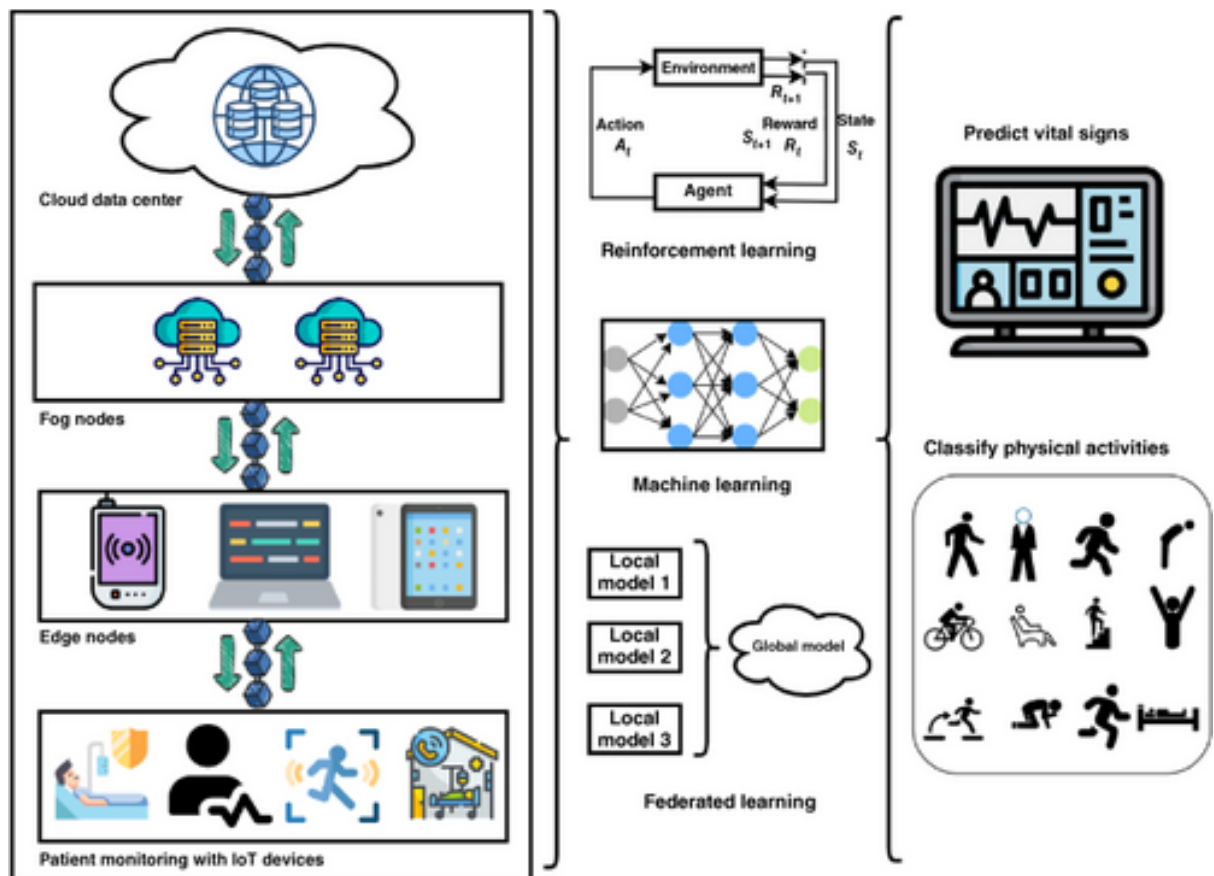 Cloud data center
Fog nodes
Edge nodes
Patient monitoring with IoT devices
Environment
R_{t+1}
Action
A_t
S_{t+1}
Reward
R_t
State
S_t
Agent
Reinforcement learning
Machine learning
Local
model 1
Local
model 2
Local
model 3
Global model
Federated learning
Predict vital signs
Classify physical activities